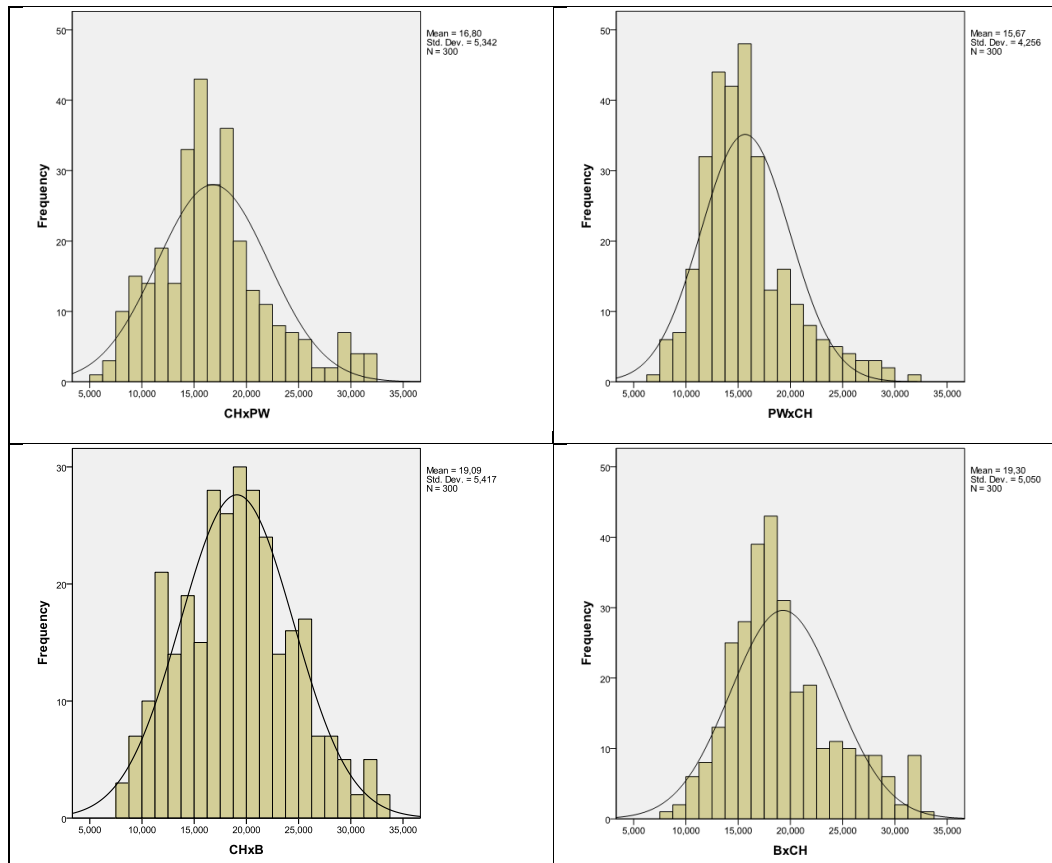 50
40
30
20
10
0
Frequency
5,000 10,000 15,000 20,000 25,000 30,000 35,000
CHxPW
Mean = 16,80
Std. Dev. = 5,342
N = 300
50
40
30
20
10
0
Frequency
5,000 10,000 15,000 20,000 25,000 30,000 35,000
PWxCH
Mean = 15,67
Std. Dev. = 4,256
N = 300
30
20
10
0
Frequency
5,000 10,000 15,000 20,000 25,000 30,000 35,000
CHxB
Mean = 19,09
Std. Dev. = 5,417
N = 300
50
40
30
20
10
0
Frequency
5,000 10,000 15,000 20,000 25,000 30,000 35,000
BxCH
Mean = 19,30
Std. Dev. = 5,050
N = 300